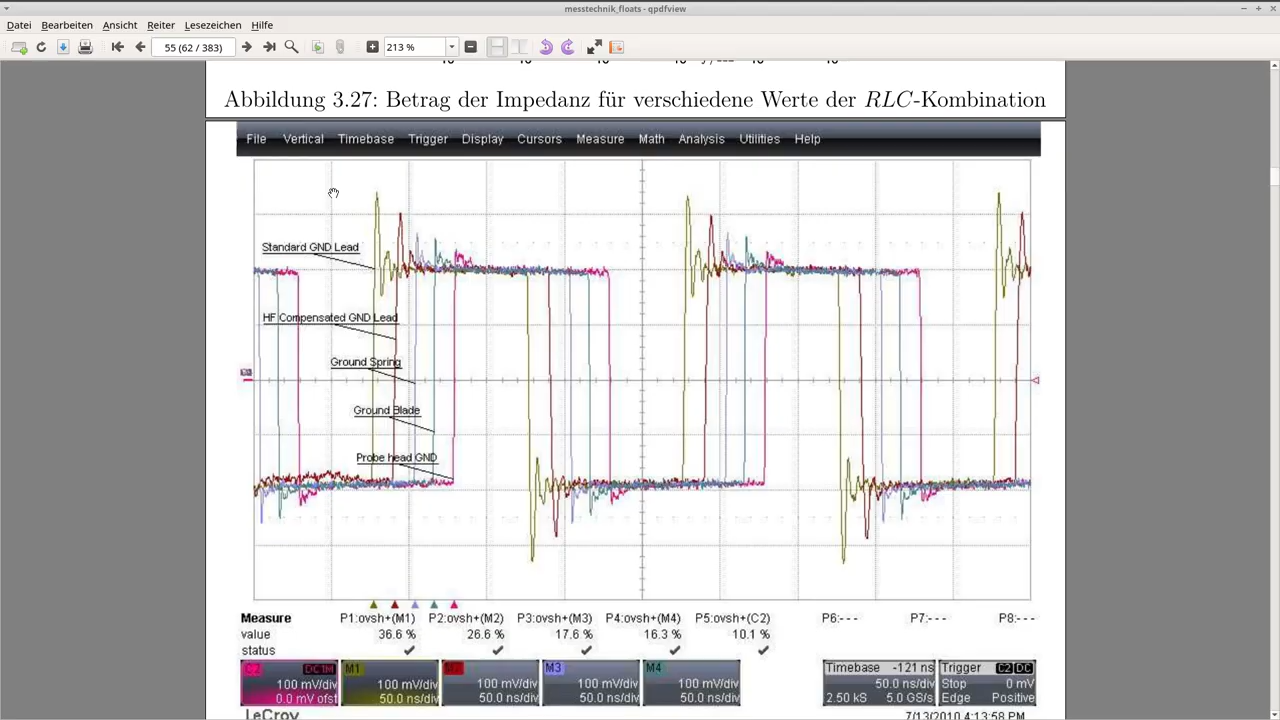 messtechnik_floats - qpdfview
Datei Bearbeiten Ansicht Reiter Lesezeichen Hilfe
55 (62 / 383) 213 %
Abbildung 3.27: Betrag der Impedanz für verschiedene Werte der RLC-Kombination
File Vertical Timebase Trigger Display Cursors Measure Math Analysis Utilities Help
Standard GND Lead
HF Compensated GND Lead
Ground Spring
Ground Blade
Probe head GND
Measure P1:ovsh+(M1) P2:ovsh+(M2) P3:ovsh+(M3) P4:ovsh+(M4) P5:ovsh+(C2) P6:--- P7:--- P8:---
value 36.6 % 26.6 % 17.6 % 16.3 % 10.1 %
status
C2 DC1M M1 M2 M3 M4 Timebase -121 ns Trigger C2 DC
100 mV/div 100 mV/div 100 mV/div 100 mV/div 100 mV/div 50.0 ns/div Stop 0 mV
0.0 mV ofst 50.0 ns/div 50.0 ns/div 50.0 ns/div 50.0 ns/div 2.50 kS 5.0 GS/s Edge Positive
LeCroy 7/13/2010 4:13:58 PM